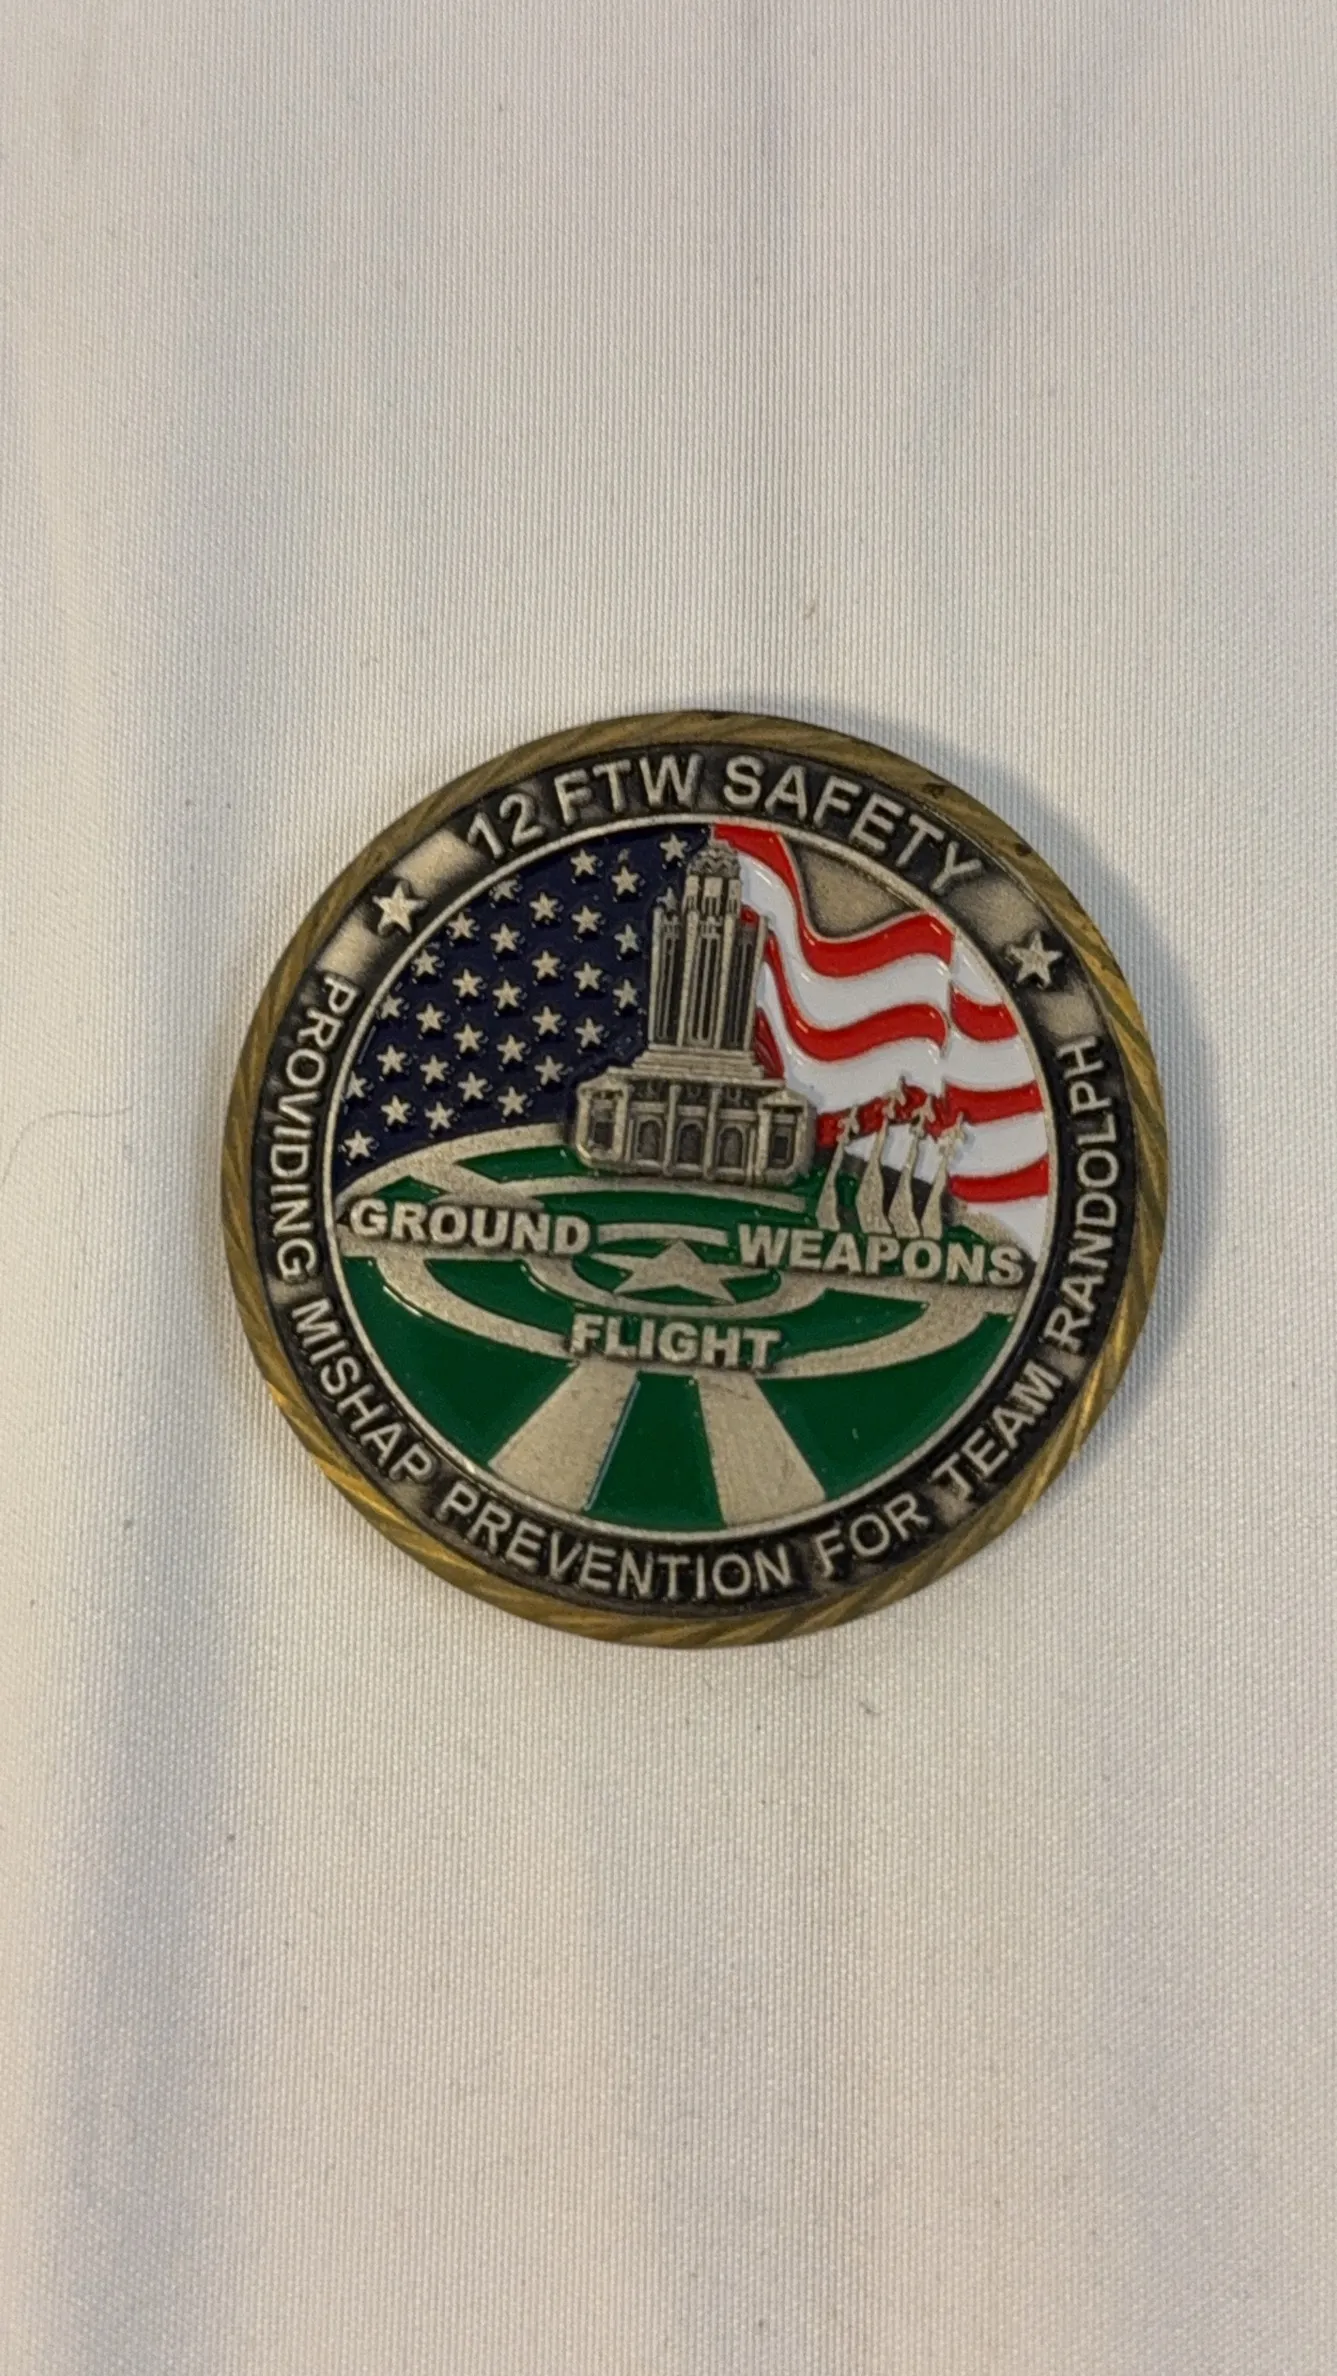 12 FTW SAFETY
GROUND
WEAPONS
FLIGHT
PROVIDING MISHAP PREVENTION FOR TEAM RANDOLPH